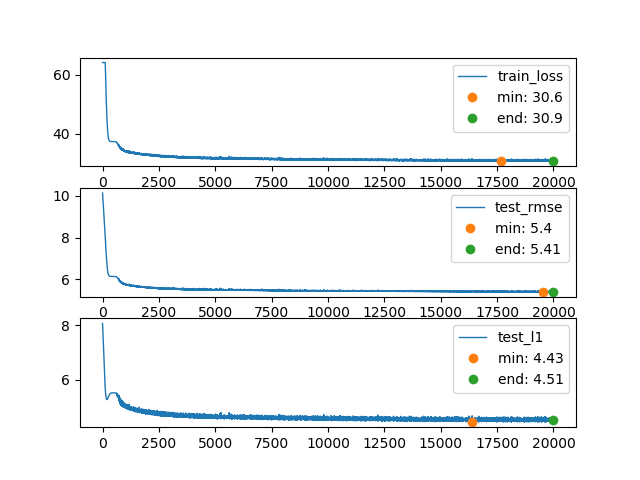 60
40
train_loss
min: 30.6
end: 30.9
0 2500 5000 7500 10000 12500 15000 17500 20000
10
8
6
test_rmse
min: 5.4
end: 5.41
0 2500 5000 7500 10000 12500 15000 17500 20000
8
6
test_l1
min: 4.43
end: 4.51
0 2500 5000 7500 10000 12500 15000 17500 20000